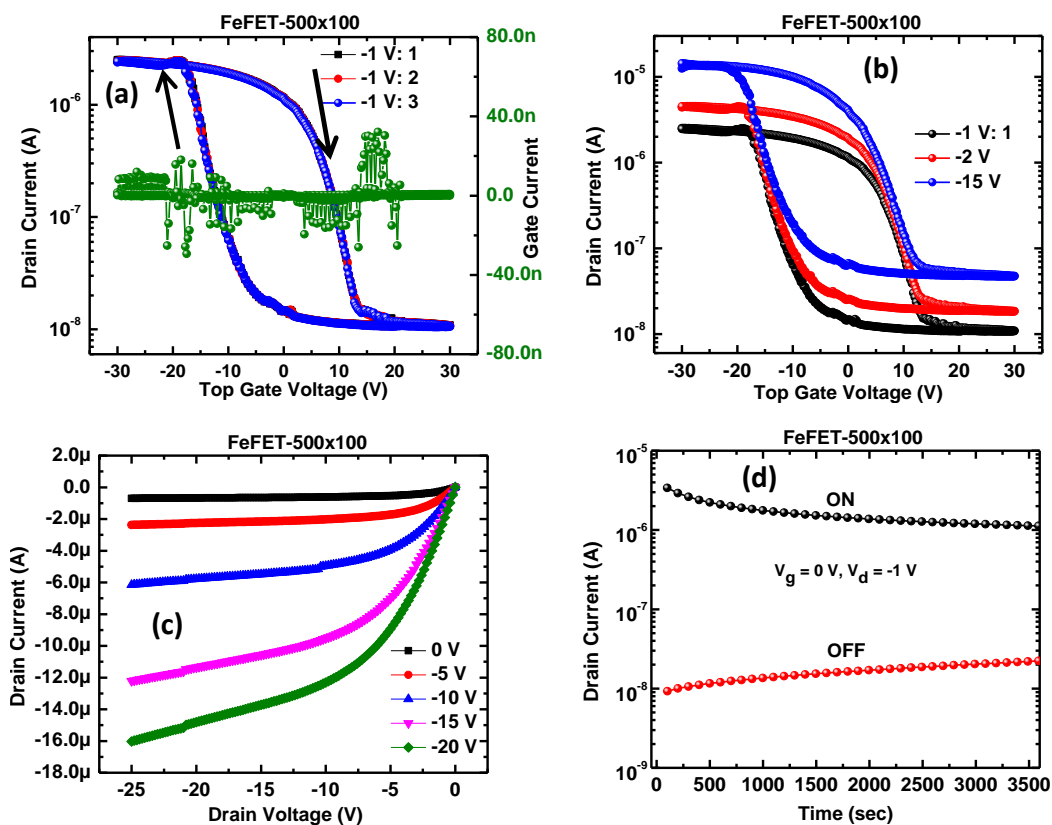 FeFET-500x100
80.0n
60.0n
40.0n
20.0n
0.0
-40.0n
-80.0n
10⁻⁶
10⁻⁷
10⁻⁸
(a)
-1 V: 1
-1 V: 2
-1 V: 3
Drain Current (A)
Gate Current
-30 -20 -10 0 10 20 30
Top Gate Voltage (V)
FeFET-500x100
10⁻⁵
10⁻⁶
10⁻⁷
10⁻⁸
(b)
-1 V: 1
-2 V
-15 V
Drain Current (A)
-30 -20 -10 0 10 20 30
Top Gate Voltage (V)
FeFET-500x100
2.0µ
0.0
-2.0µ
-4.0µ
-6.0µ
-8.0µ
-10.0µ
-12.0µ
-14.0µ
-16.0µ
-18.0µ
(c)
0 V
-5 V
-10 V
-15 V
-20 V
Drain Current (A)
-25 -20 -15 -10 -5 0
Drain Voltage (V)
FeFET-500x100
10⁻⁵
10⁻⁶
10⁻⁷
10⁻⁸
10⁻⁹
(d)
ON
V_g = 0 V, V_d = -1 V
OFF
Drain Current (A)
0 500 1000 1500 2000 2500 3000 3500
Time (sec)